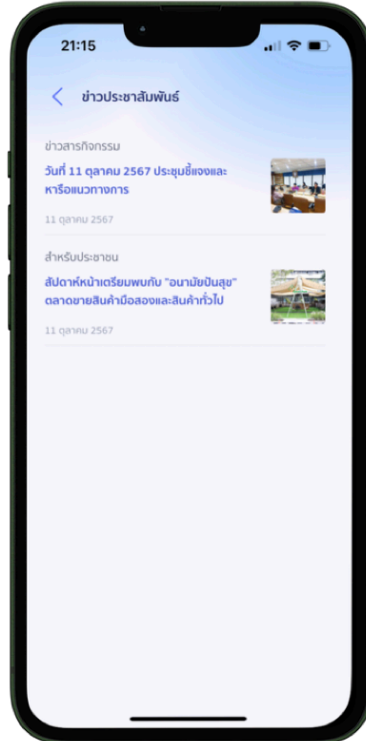 21:15
ข่าวประชาสัมพันธ์
ข่าวสารกิจกรรม
วันที่ 11 ตุลาคม 2567 ประชุมชี้แจงและ
หารือแนวทางการ
11 ตุลาคม 2567
สำหรับประชาชน
สัปดาห์หน้าเตรียมพบกับ "อนามัยปันสุข"
ตลาดขายสินค้ามือสองและสินค้าทั่วไป
11 ตุลาคม 2567